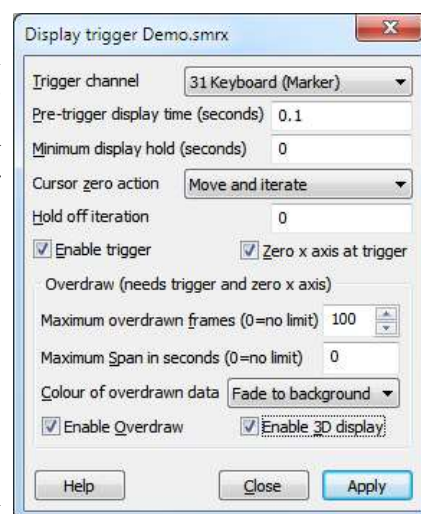 Display trigger Demo.smrx
Trigger channel 31 Keyboard (Marker)
Pre-trigger display time (seconds) 0.1
Minimum display hold (seconds) 0
Cursor zero action Move and iterate
Hold off iteration 0
Enable trigger Zero x axis at trigger
Overdraw (needs trigger and zero x axis)
Maximum overdrawn frames (0=no limit) 100
Maximum Span in seconds (0=no limit) 0
Colour of overdrawn data Fade to background
Enable Overdraw Enable 3D display
Help Close Apply